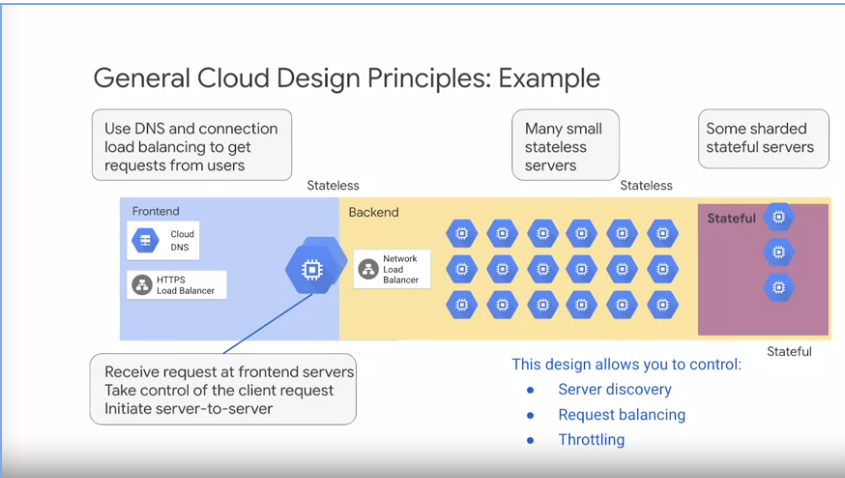 General Cloud Design Principles: Example
Use DNS and connection
load balancing to get
requests from users
Many small
stateless
servers
Some sharded
stateful servers
Stateless
Stateless
Frontend
Cloud
DNS
HTTPS
Load Balancer
Backend
Network
Load
Balancer
Stateful
Stateful
Receive request at frontend servers
Take control of the client request
Initiate server-to-server
This design allows you to control:
● Server discovery
● Request balancing
● Throttling